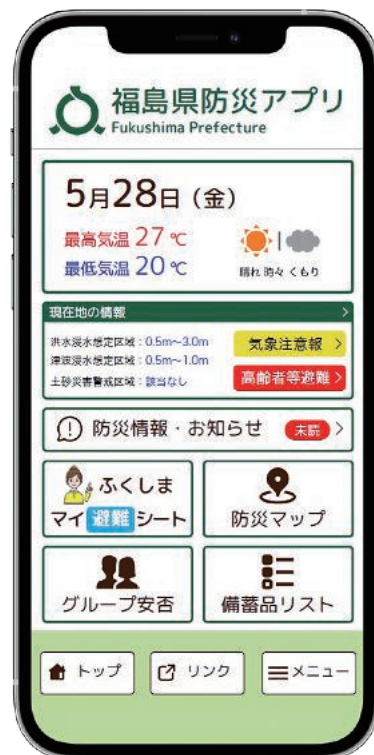 福島県防災アプリ
Fukushima Prefecture
5月28日（金）
最高気温 27 ℃
最低気温 20 ℃
晴れ 時々 くもり
現在地の情報
洪水浸水想定区域：0.5m～3.0m
津波浸水想定区域：0.5m～1.0m
土砂災害警戒区域：該当なし
気象注意報
高齢者等避難
防災情報・お知らせ 未読
ふくしま
マイ避難シート
防災マップ
グループ安否
備蓄品リスト
トップ
リンク
メニュー